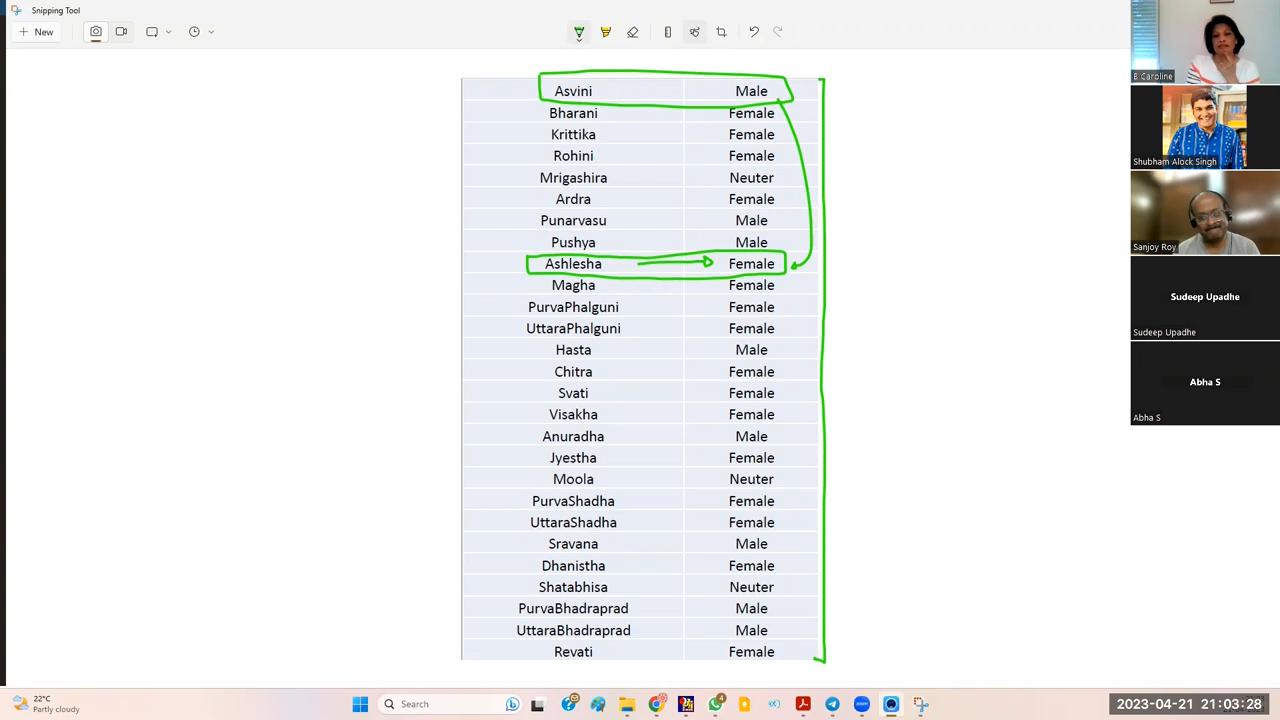 Snipping Tool
New
Asvini Male
Bharani Female
Krittika Female
Rohini Female
Mrigashira Neuter
Ardra Female
Punarvasu Male
Pushya Male
Ashlesha Female
Magha Female
PurvaPhalguni Female
UttaraPhalguni Female
Hasta Male
Chitra Female
Svati Female
Visakha Female
Anuradha Male
Jyestha Female
Moola Neuter
PurvaShadha Female
UttaraShadha Female
Sravana Male
Dhanistha Female
Shatabhisa Neuter
PurvaBhadraprad Male
UttaraBhadraprad Male
Revati Female
B Caroline
Shubham Alock Singh
Sanjoy Roy
Sudeep Upadhe
Sudeep Upadhe
Abha S
Abha S
22°C
Partly cloudy
Search
4
2023-04-21 21:03:28